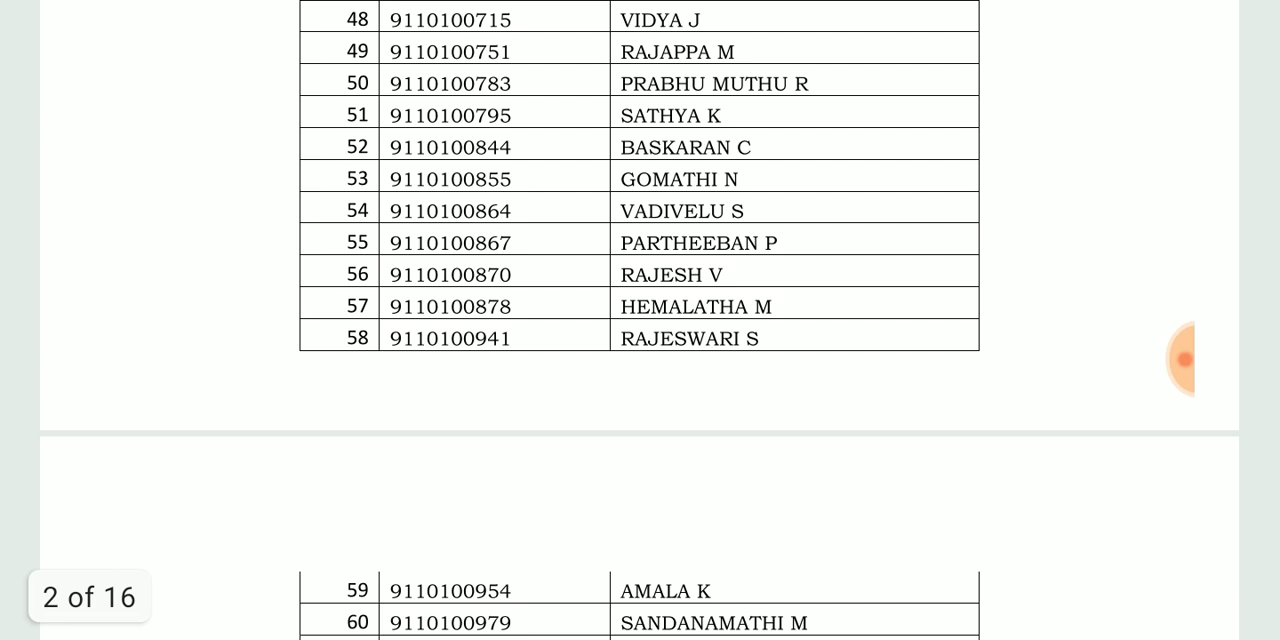 48 9110100715 VIDYA J
49 9110100751 RAJAPPA M
50 9110100783 PRABHU MUTHU R
51 9110100795 SATHYA K
52 9110100844 BASKARAN C
53 9110100855 GOMATHI N
54 9110100864 VADIVELU S
55 9110100867 PARTHEEBAN P
56 9110100870 RAJESH V
57 9110100878 HEMALATHA M
58 9110100941 RAJESWARI S
59 9110100954 AMALA K
2 of 16
60 9110100979 SANDANAMATHI M